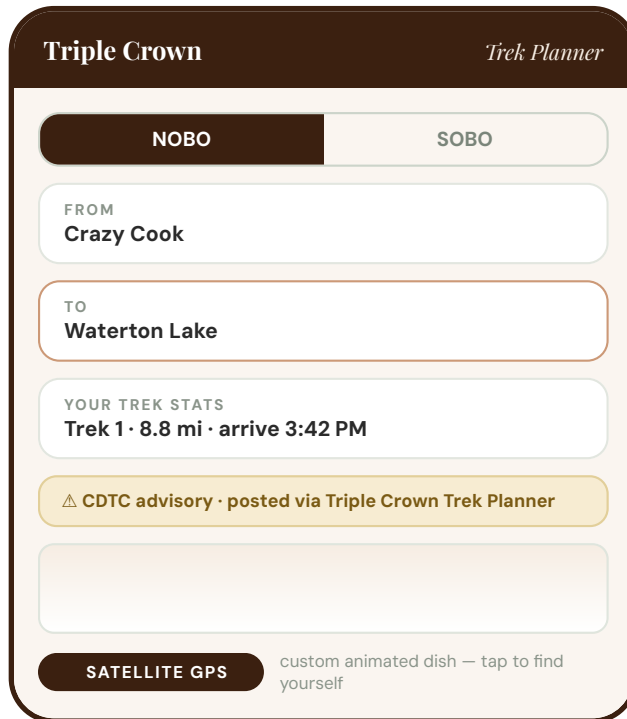 Triple Crown
Trek Planner
NOBO
SOBO
FROM
Crazy Cook
TO
Waterton Lake
YOUR TREK STATS
Trek 1 · 8.8 mi · arrive 3:42 PM
⚠ CDTC advisory · posted via Triple Crown Trek Planner
SATELLITE GPS
custom animated dish — tap to find
yourself